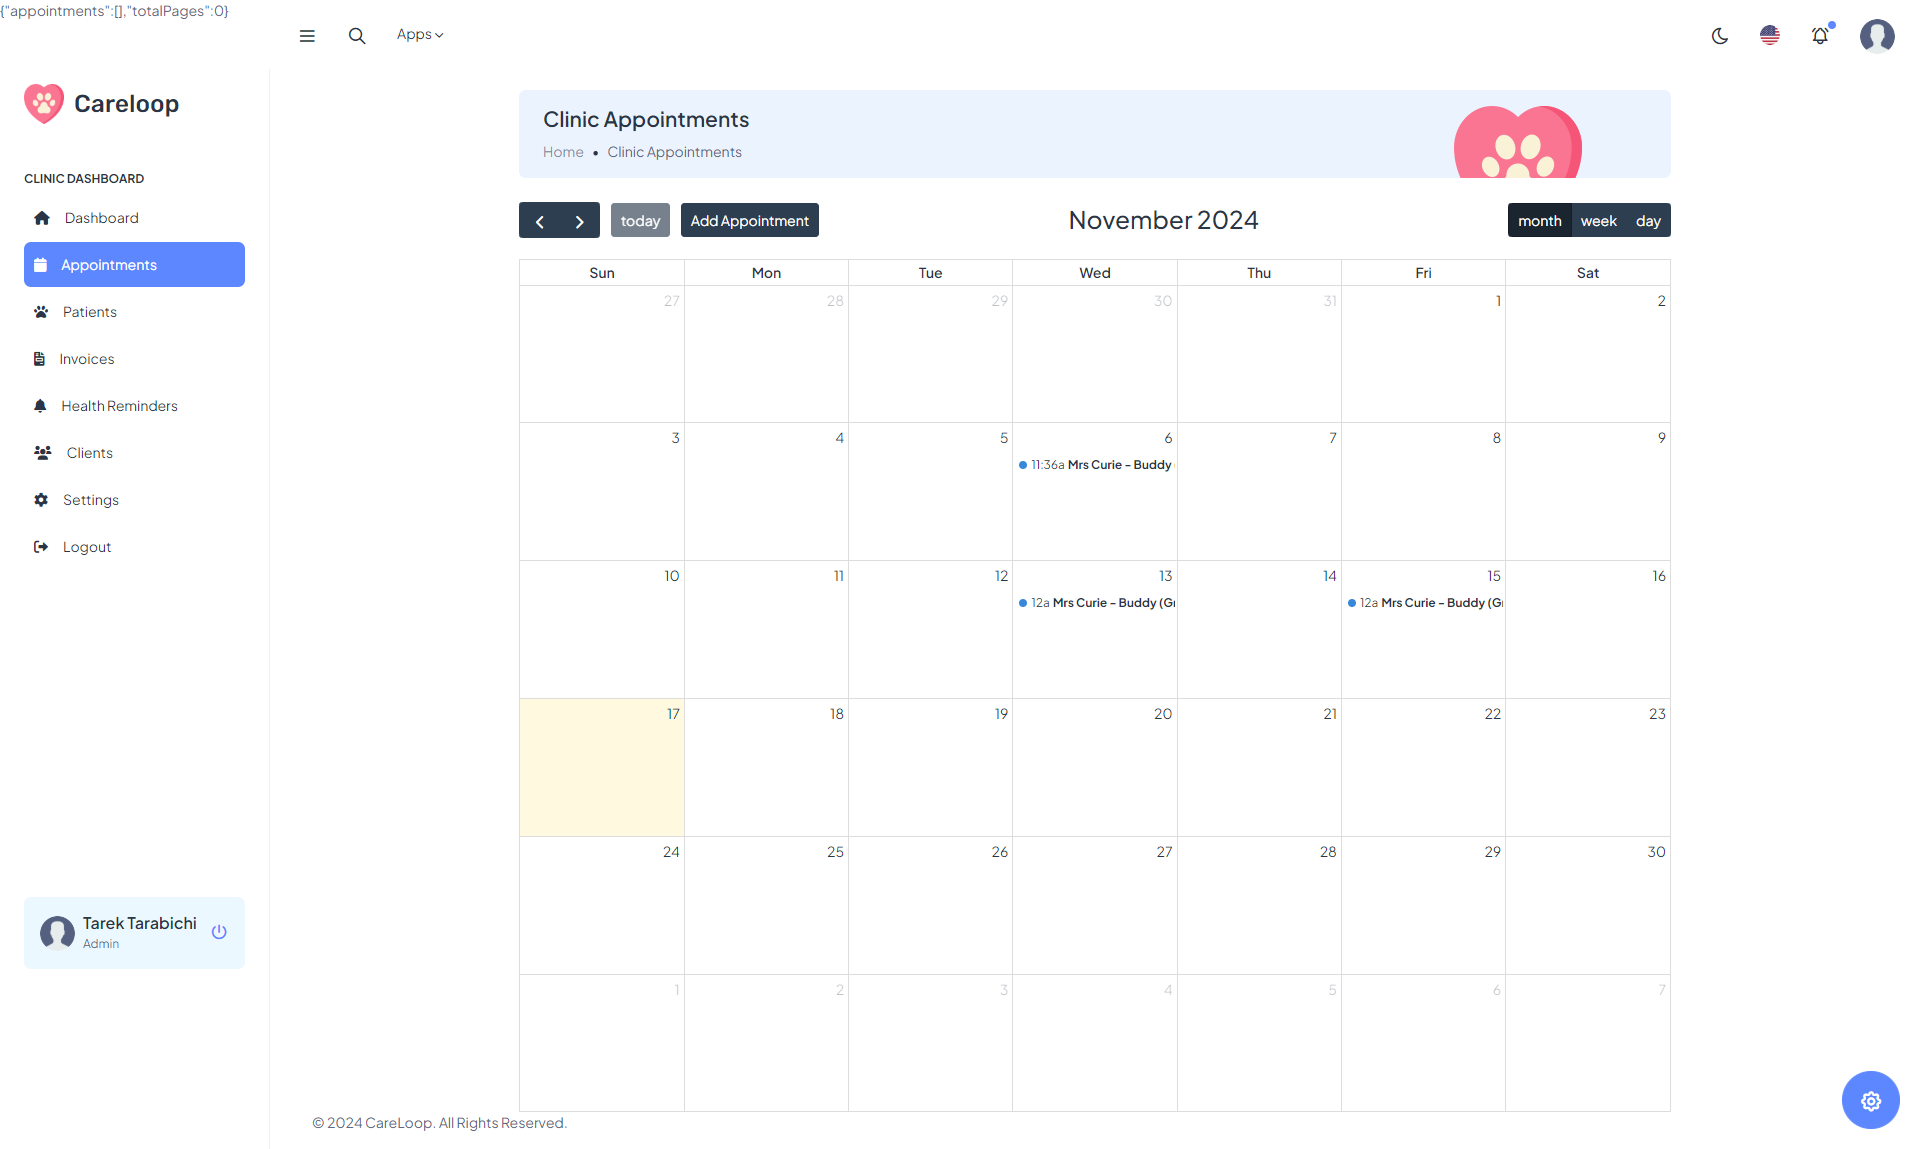 {"appointments":[],"totalPages":0}
Apps
Careloop
CLINIC DASHBOARD
Dashboard
Appointments
Patients
Invoices
Health Reminders
Clients
Settings
Logout
Tarek Tarabichi
Admin
Clinic Appointments
Home • Clinic Appointments
today Add Appointment November 2024 month week day
Sun Mon Tue Wed Thu Fri Sat
27 28 29 30 31 1 2
3 4 5 6 7 8 9
11:36a Mrs Curie - Buddy
10 11 12 13 14 15 16
12a Mrs Curie - Buddy (Gr 12a Mrs Curie - Buddy (Gr
17 18 19 20 21 22 23
24 25 26 27 28 29 30
1 2 3 4 5 6 7
© 2024 CareLoop. All Rights Reserved.